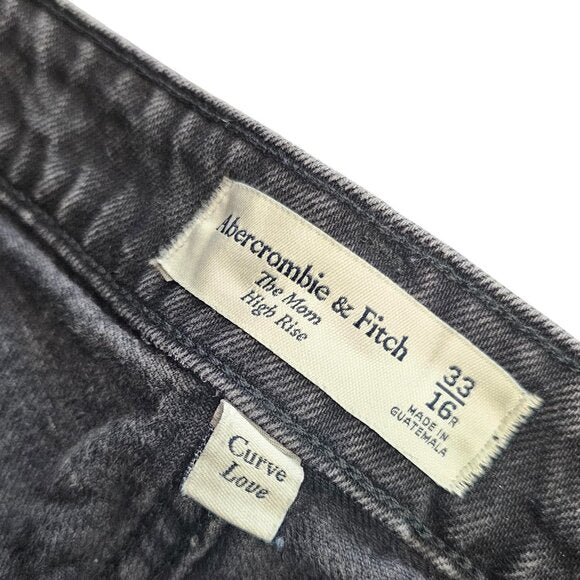 Abercrombie & Fitch
The Mom
High Rise
33
16R
MADE IN
GUATEMALA
Curve
Love